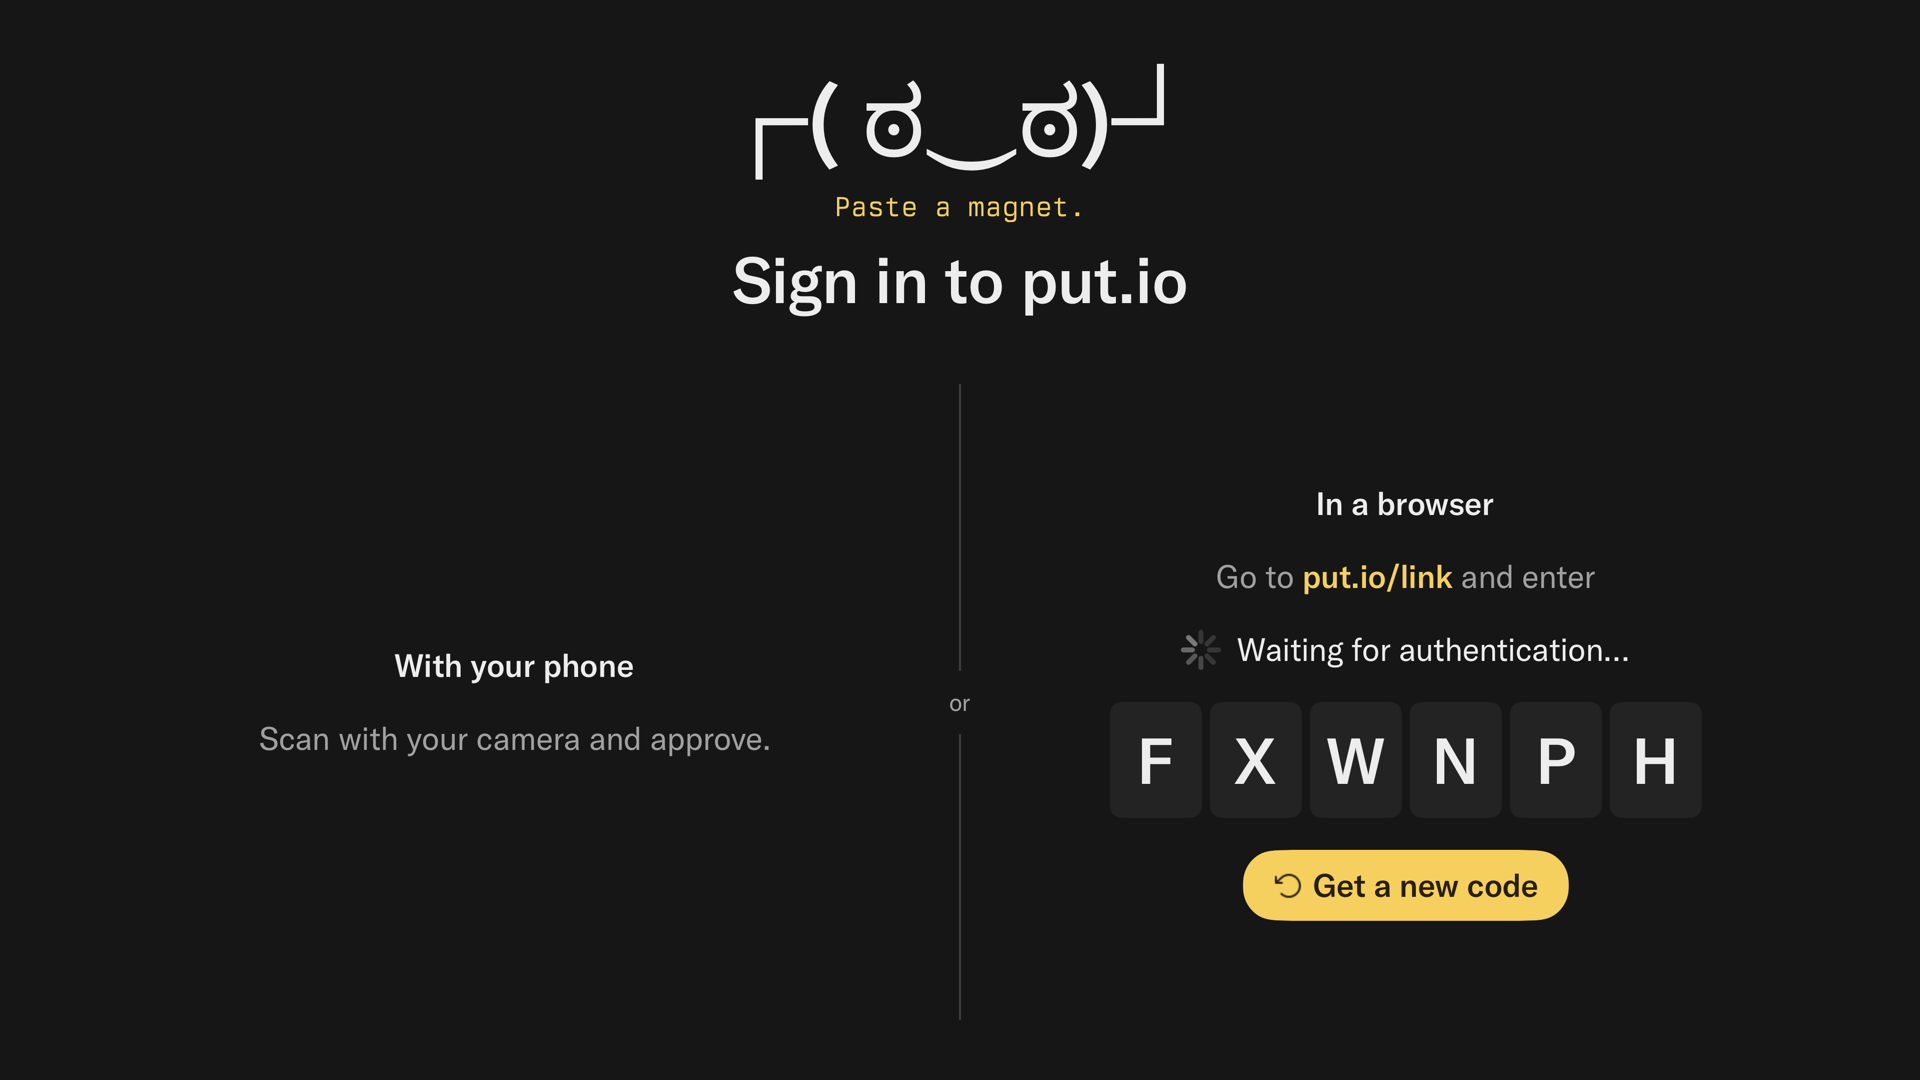 ┌─( ಠ‿ಠ)─┘
Paste a magnet.
Sign in to put.io
With your phone
Scan with your camera and approve.
or
In a browser
Go to put.io/link and enter
Waiting for authentication...
F X W N P H
Get a new code